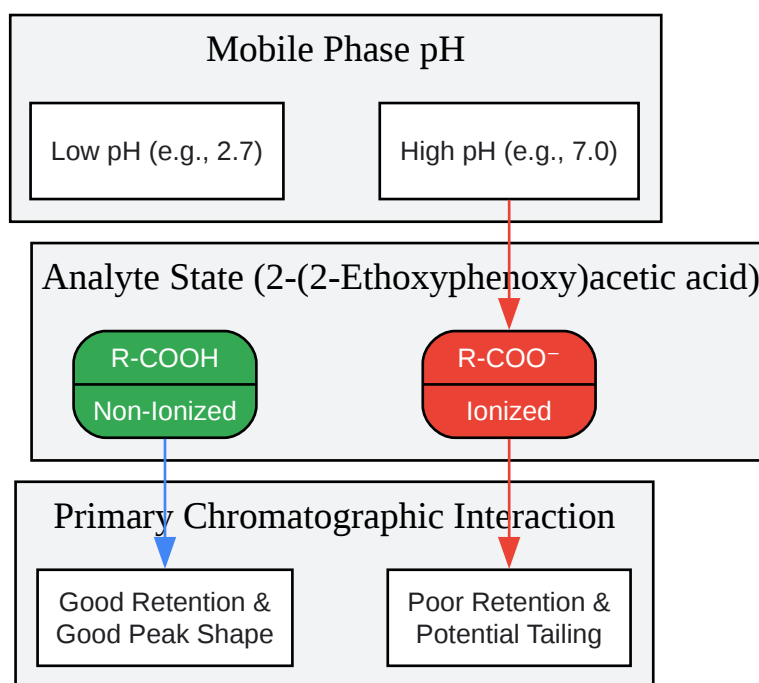 Mobile Phase pH
Low pH (e.g., 2.7)
High pH (e.g., 7.0)
Analyte State (2-(2-Ethoxyphenoxy)acetic acid)
R-COOH
Non-Ionized
R-COO⁻
Ionized
Primary Chromatographic Interaction
Good Retention &
Good Peak Shape
Poor Retention &
Potential Tailing